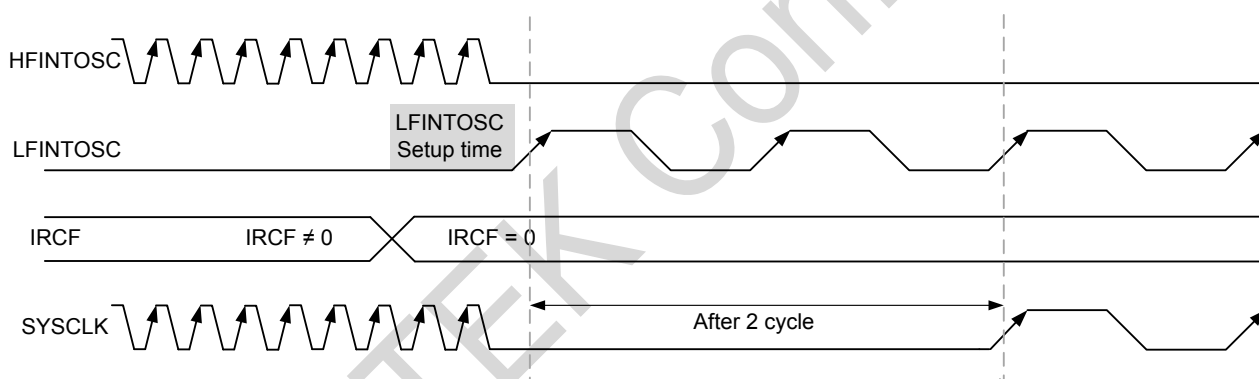 HFINTOSC
LFINTOSC
Setup time
LFINTOSC
IRCF
IRCF ≠ 0
IRCF = 0
SYSCLK
After 2 cycle